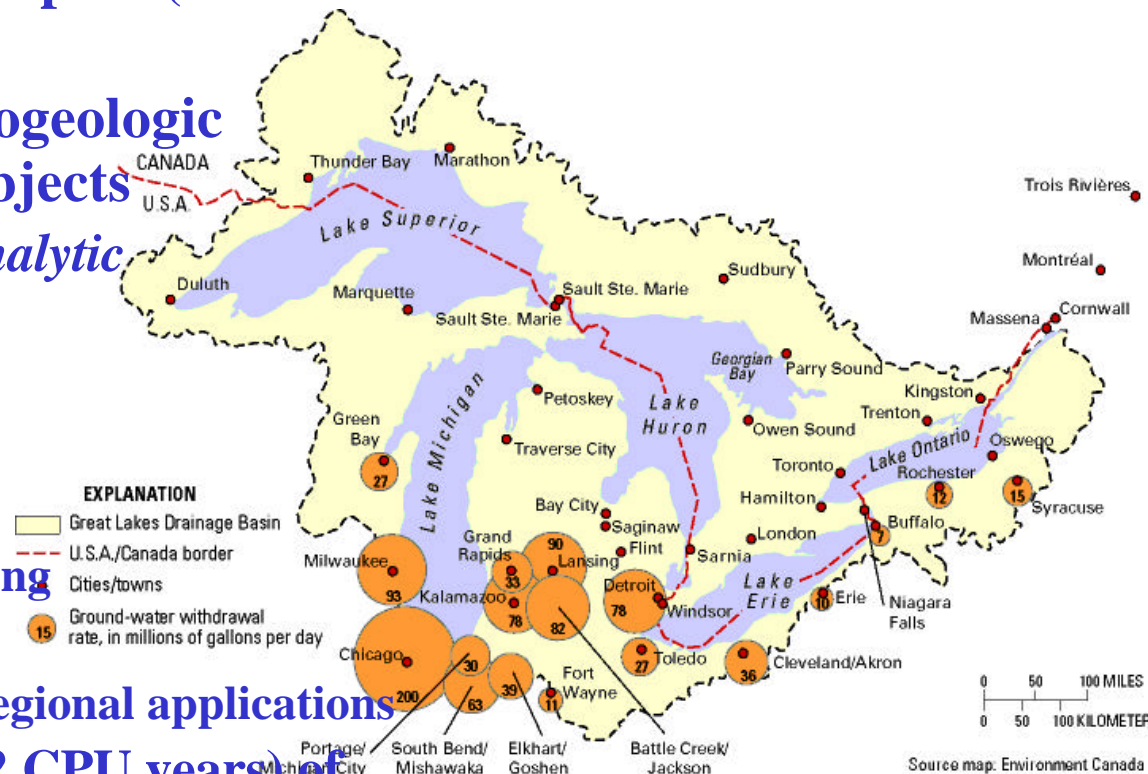 ogeologic
bjects
nalytic
CANADA
U.S.A.
Thunder Bay
Marathon
Lake Superior
Duluth
Marquette
Sault Ste. Marie
Sault Ste. Marie
Sudbury
Trois Rivières
Montréal
Cornwall
Massena
Georgian
Bay
Parry Sound
Kingston
Trenton
Petoskey
Lake
Huron
Owen Sound
Lake Michigan
Green
Bay
27
Traverse City
Lake Ontario
Oswego
Toronto
Rochester
12
15
Syracuse
Hamilton
Buffalo
7
London
Bay City
Saginaw
Flint
Sarnia
Grand
Rapids
33
90
Lansing
Milwaukee
93
Kalamazoo
78
82
Detroit
78
Windsor
Lake
Erie
10
Erie
Niagara
Falls
Chicago
200
30
63
39
Fort
Wayne
11
27
Toledo
36
Cleveland/Akron
Portage/
Michigan City
South Bend/
Mishawaka
Elkhart/
Goshen
Battle Creek/
Jackson
EXPLANATION
Great Lakes Drainage Basin
U.S.A./Canada border
Cities/towns
15
Ground-water withdrawal
rate, in millions of gallons per day
ng
egional applications
CPU years) of
0 50 100 MILES
0 50 100 KILOMETER
Source map: Environment Canada